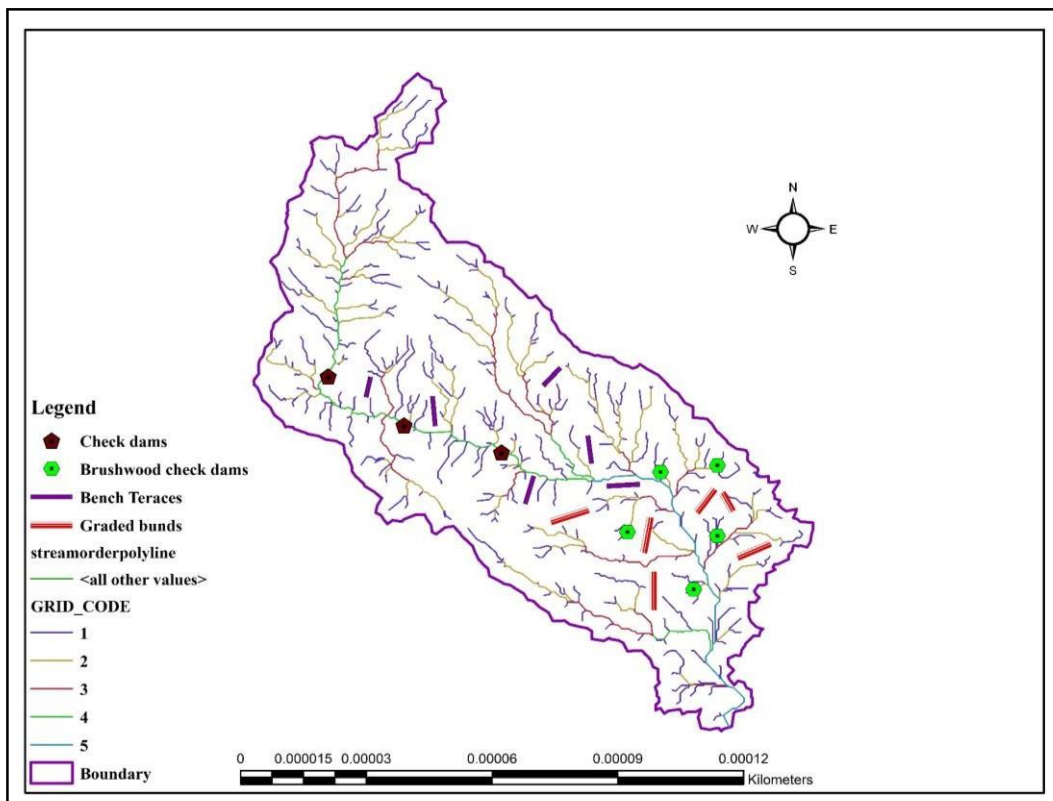 N
W E
S
Legend
Check dams
Brushwood check dams
Bench Teraces
Graded bunds
streamorderpolyline
<all other values>
GRID_CODE
1
2
3
4
5
Boundary
0 0.000015 0.00003 0.00006 0.00009 0.00012
Kilometers